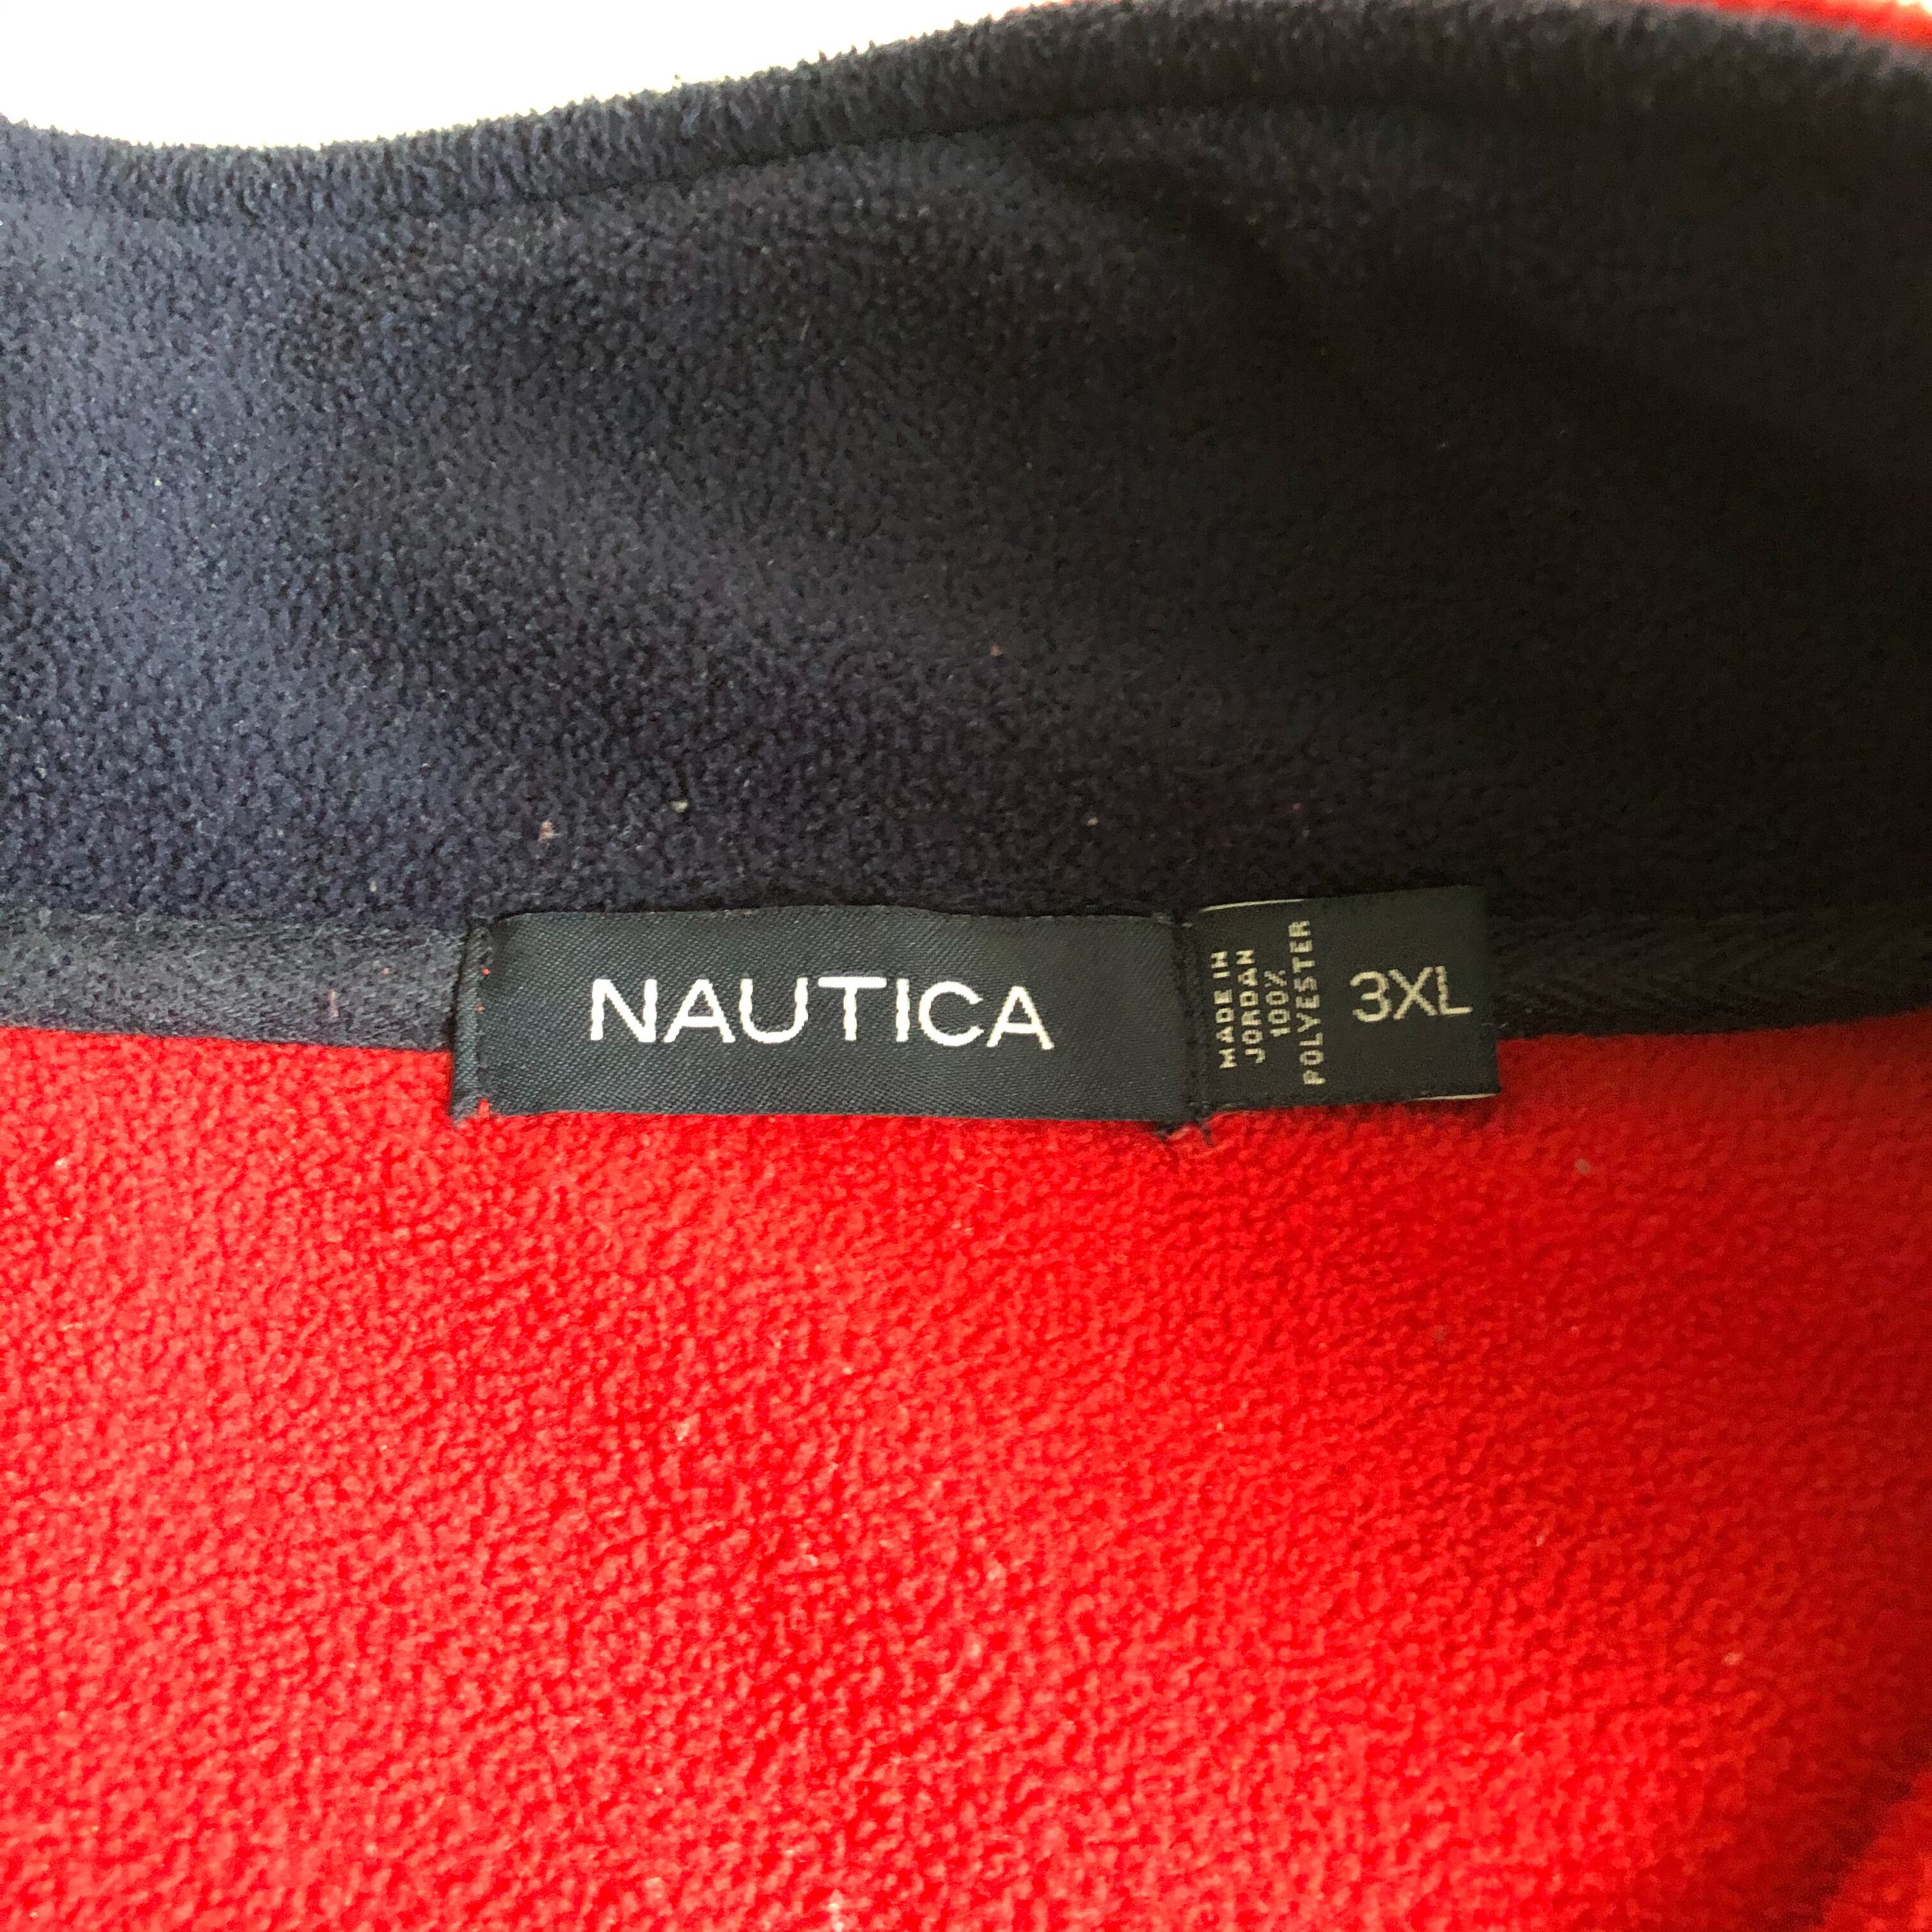 NAUTICA
MADE IN
JORDAN
100%
POLYESTER
3XL